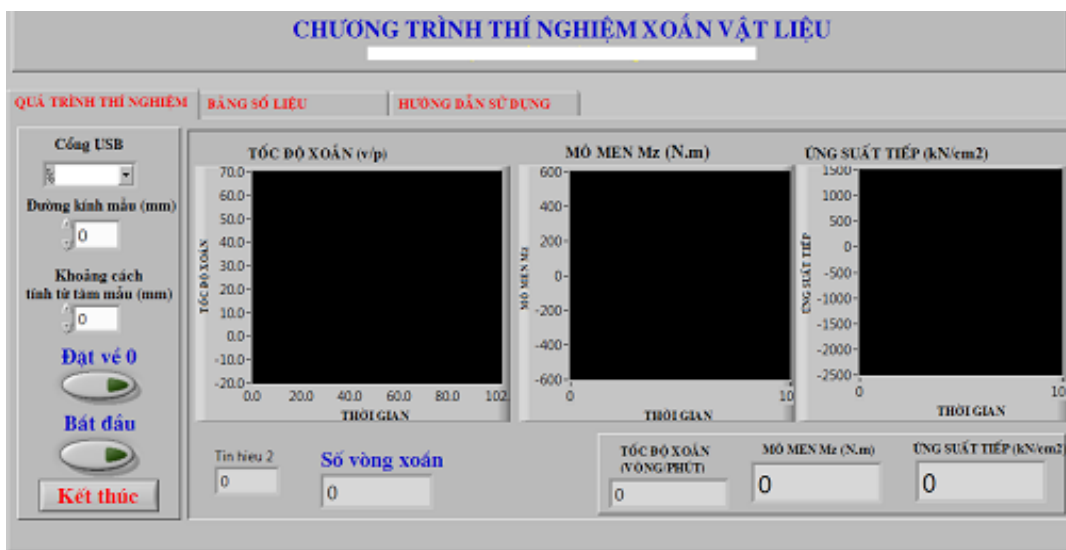 CHƯƠNG TRÌNH THÍ NGHIỆM XOẮN VẬT LIỆU
QUÁ TRÌNH THÍ NGHIỆM
BẢNG SỐ LIỆU
HƯỚNG DẪN SỬ DỤNG
Cổng USB
Đường kính mẫu (mm)
0
Khoảng cách
tính từ tâm mẫu (mm)
0
Đặt về 0
Bắt đầu
Kết thúc
TỐC ĐỘ XOẮN (v/p)
TỐC ĐỘ XOẮN
70.0
60.0
50.0
40.0
30.0
20.0
10.0
0.0
-10.0
-20.0
0.0 20.0 40.0 60.0 80.0 102.
THỜI GIAN
MÔ MEN Mz (N.m)
MÔ MEN Mz
600
400
200
0
-200
-400
-600
0 10
THỜI GIAN
ỨNG SUẤT TIẾP (kN/cm2)
ỨNG SUẤT TIẾP
1500
1000
500
0
-500
-1000
-1500
-2000
-2500
0 10
THỜI GIAN
Tin hieu 2
0
Số vòng xoắn
0
TỐC ĐỘ XOẮN
(VÒNG/PHÚT)
0
MÔ MEN Mz (N.m)
0
ỨNG SUẤT TIẾP (kN/cm2)
0